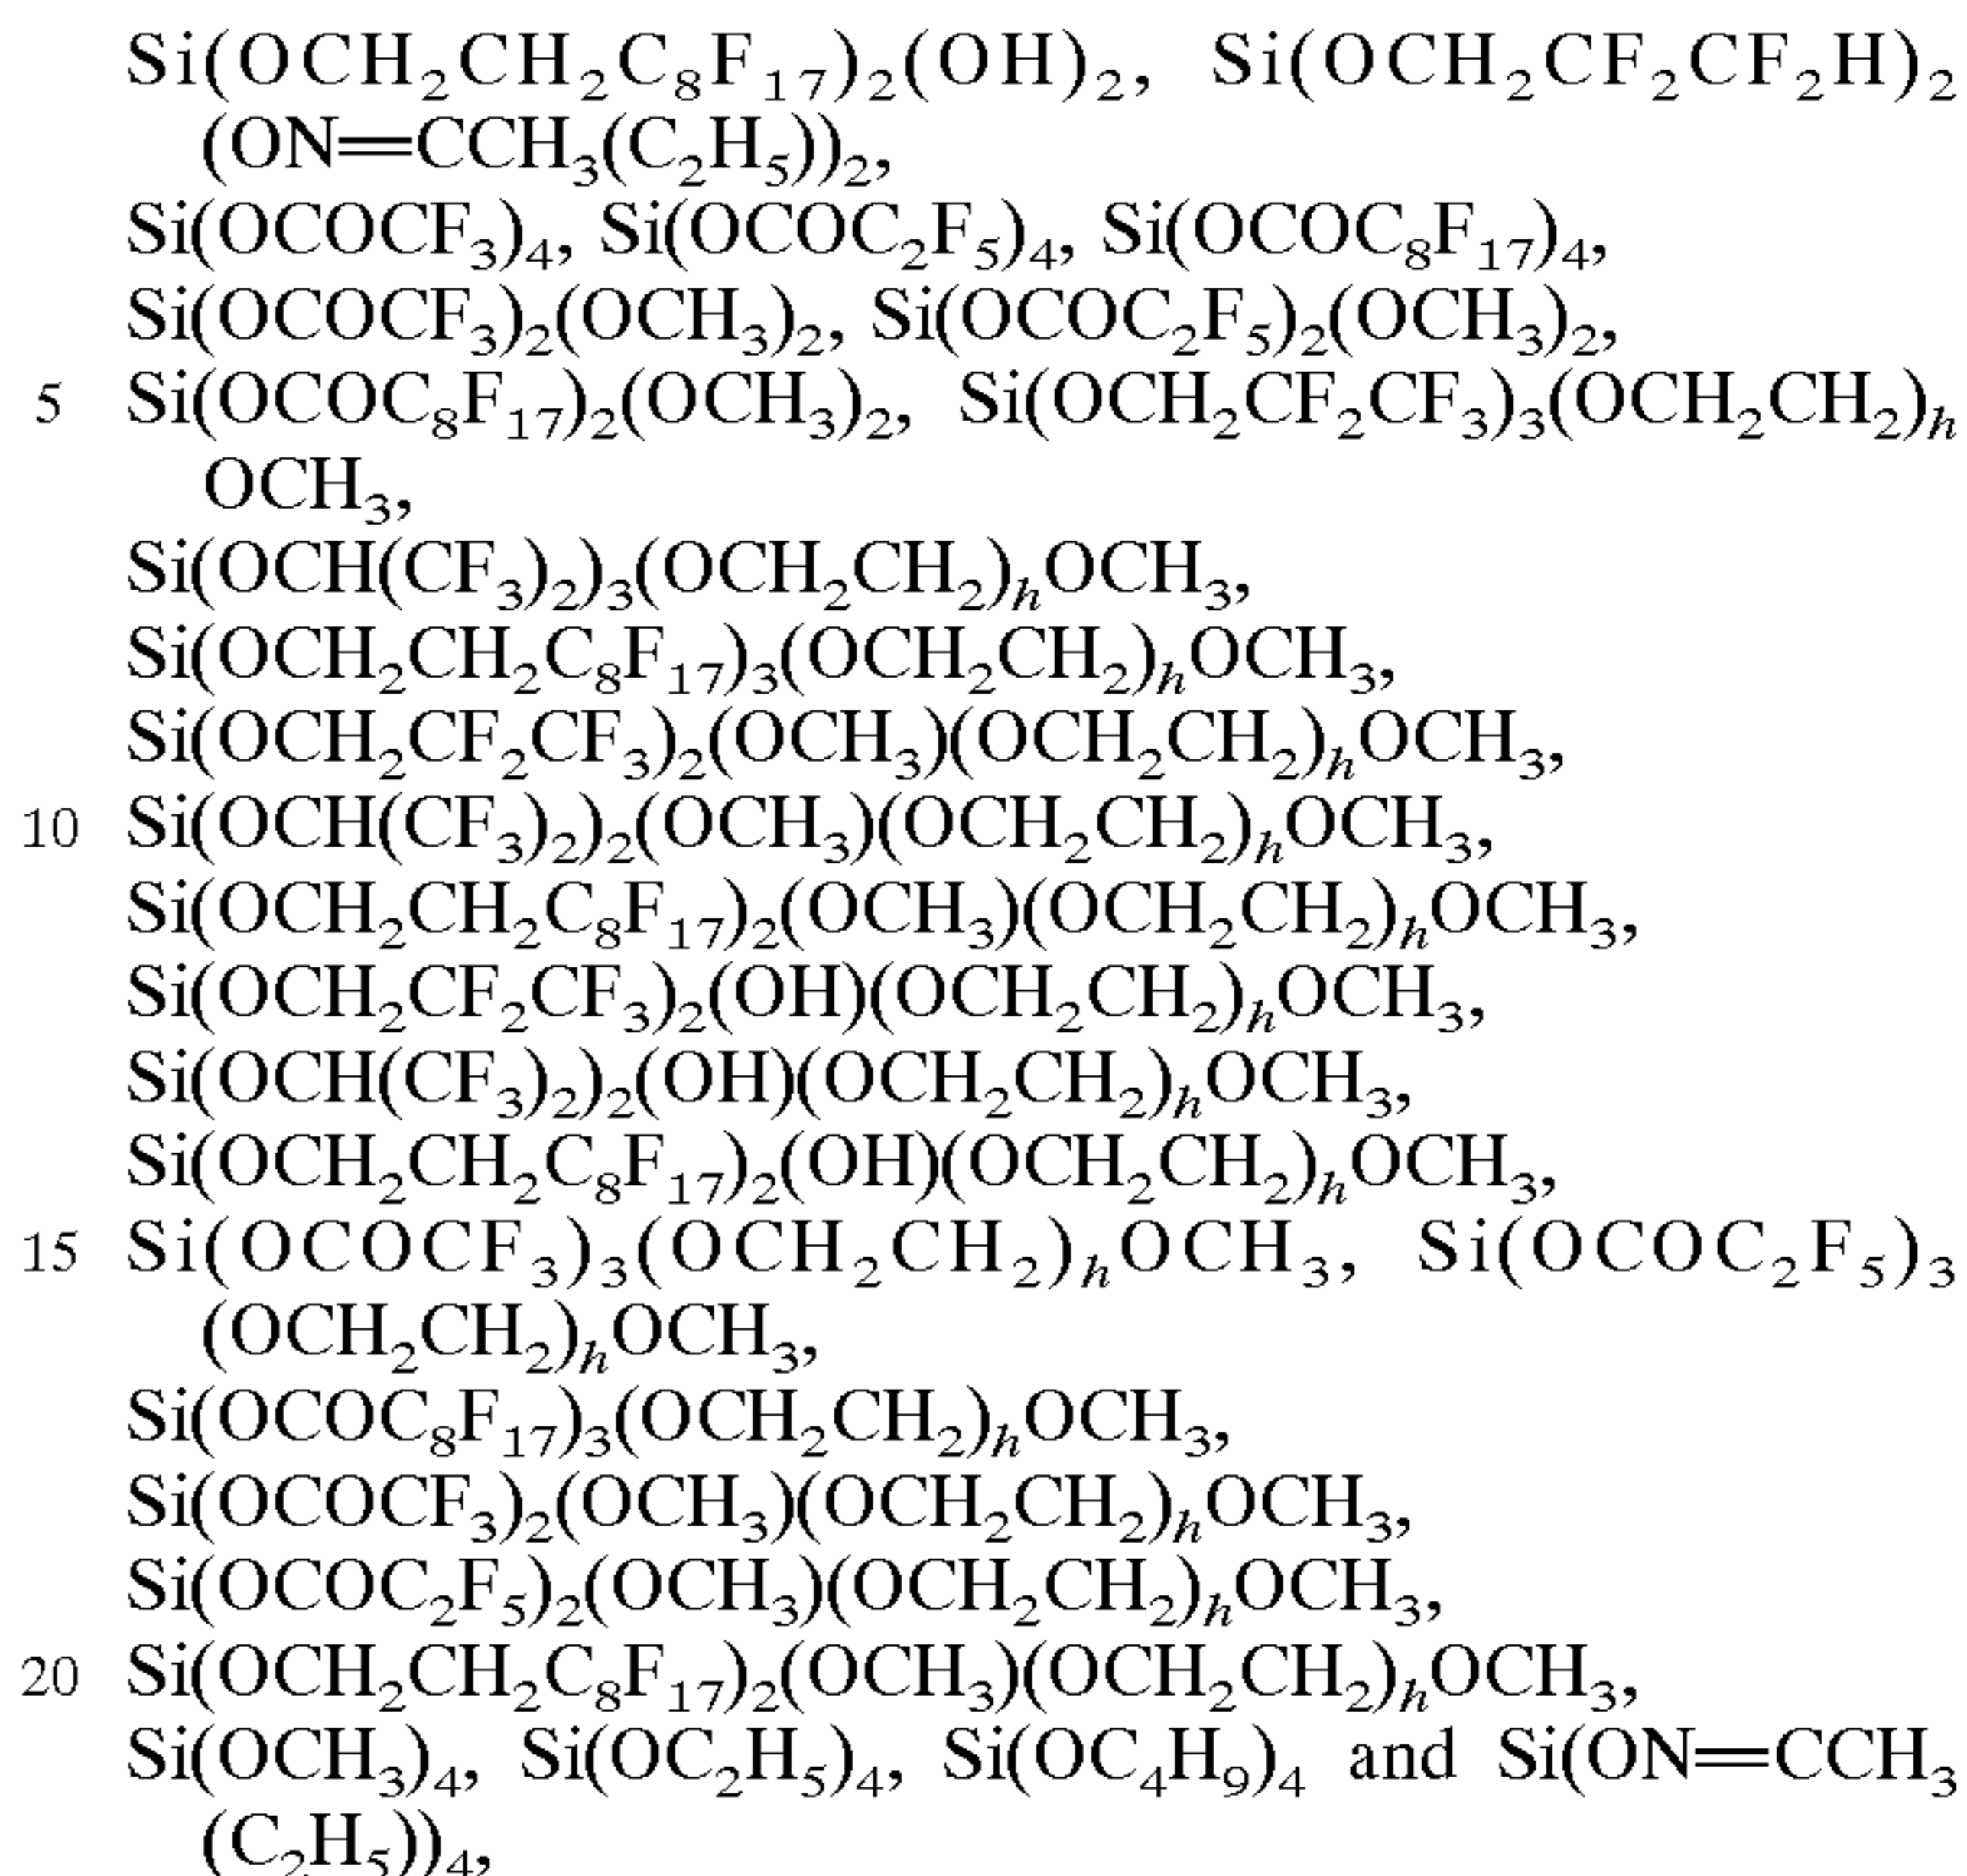 Si(OCH₂CH₂C₈F₁₇)₂(OH)₂, Si(OCH₂CF₂CF₂H)₂
(ON=CCH₃(C₂H₅))₂,
Si(OCOCF₃)₄, Si(OCOC₂F₅)₄, Si(OCOC₈F₁₇)₄,
Si(OCOCF₃)₂(OCH₃)₂, Si(OCOC₂F₅)₂(OCH₃)₂,
5 Si(OCOC₈F₁₇)₂(OCH₃)₂, Si(OCH₂CF₂CF₃)₃(OCH₂CH₂)ₕ
OCH₃,
Si(OCH(CF₃)₂)₃(OCH₂CH₂)ₕOCH₃,
Si(OCH₂CH₂C₈F₁₇)₃(OCH₂CH₂)ₕOCH₃,
Si(OCH₂CF₂CF₃)₂(OCH₃)(OCH₂CH₂)ₕOCH₃,
10 Si(OCH(CF₃)₂)₂(OCH₃)(OCH₂CH₂)ₕOCH₃,
Si(OCH₂CH₂C₈F₁₇)₂(OCH₃)(OCH₂CH₂)ₕOCH₃,
Si(OCH₂CF₂CF₃)₂(OH)(OCH₂CH₂)ₕOCH₃,
Si(OCH(CF₃)₂)₂(OH)(OCH₂CH₂)ₕOCH₃,
Si(OCH₂CH₂C₈F₁₇)₂(OH)(OCH₂CH₂)ₕOCH₃,
15 Si(OCOCF₃)₃(OCH₂CH₂)ₕOCH₃, Si(OCOC₂F₅)₃
(OCH₂CH₂)ₕOCH₃,
Si(OCOC₈F₁₇)₃(OCH₂CH₂)ₕOCH₃,
Si(OCOCF₃)₂(OCH₃)(OCH₂CH₂)ₕOCH₃,
Si(OCOC₂F₅)₂(OCH₃)(OCH₂CH₂)ₕOCH₃,
20 Si(OCH₂CH₂C₈F₁₇)₂(OCH₃)(OCH₂CH₂)ₕOCH₃,
Si(OCH₃)₄, Si(OC₂H₅)₄, Si(OC₄H₉)₄ and Si(ON=CCH₃
(C₂H₅))₄,